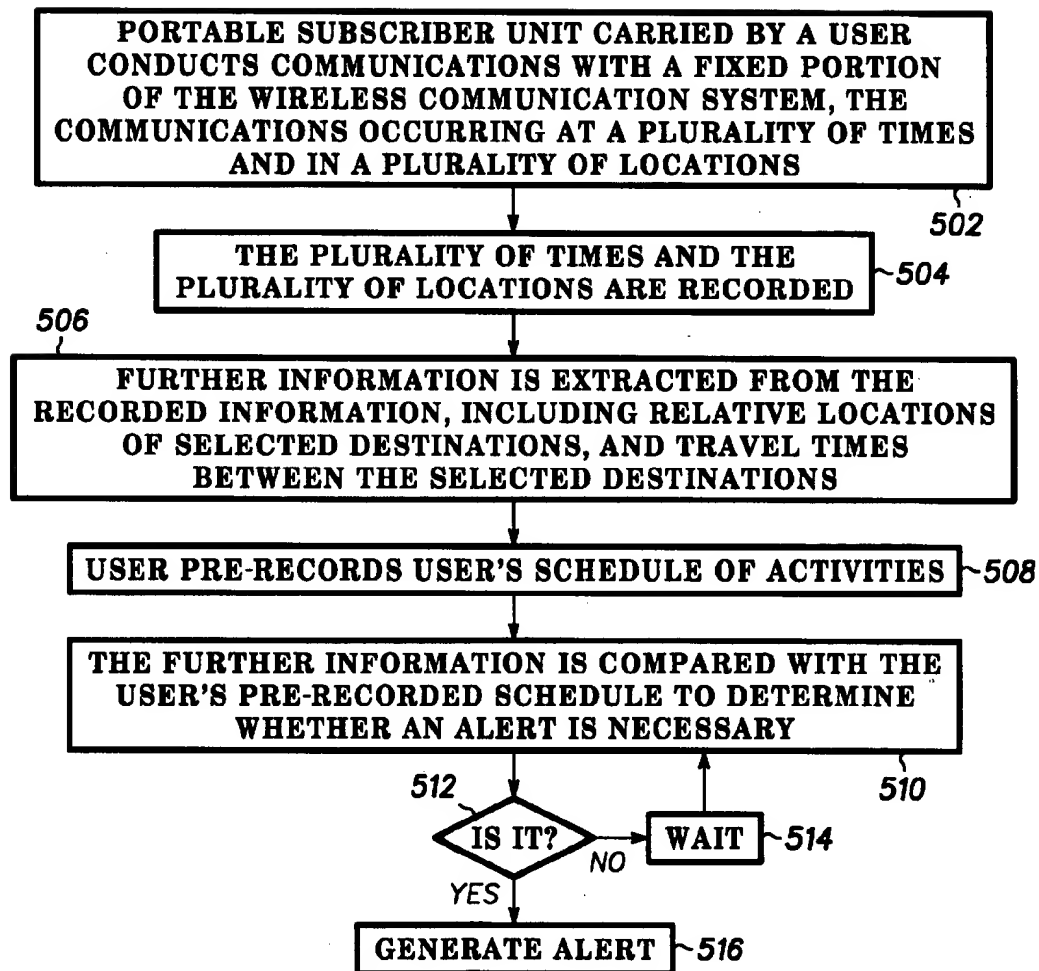 PORTABLE SUBSCRIBER UNIT CARRIED BY A USER
CONDUCTS COMMUNICATIONS WITH A FIXED PORTION
OF THE WIRELESS COMMUNICATION SYSTEM, THE
COMMUNICATIONS OCCURRING AT A PLURALITY OF TIMES
AND IN A PLURALITY OF LOCATIONS
502
THE PLURALITY OF TIMES AND THE
PLURALITY OF LOCATIONS ARE RECORDED
504
506
FURTHER INFORMATION IS EXTRACTED FROM THE
RECORDED INFORMATION, INCLUDING RELATIVE LOCATIONS
OF SELECTED DESTINATIONS, AND TRAVEL TIMES
BETWEEN THE SELECTED DESTINATIONS
USER PRE-RECORDS USER'S SCHEDULE OF ACTIVITIES
508
THE FURTHER INFORMATION IS COMPARED WITH THE
USER'S PRE-RECORDED SCHEDULE TO DETERMINE
WHETHER AN ALERT IS NECESSARY
510
512
IS IT?
NO
WAIT
514
YES
GENERATE ALERT
516